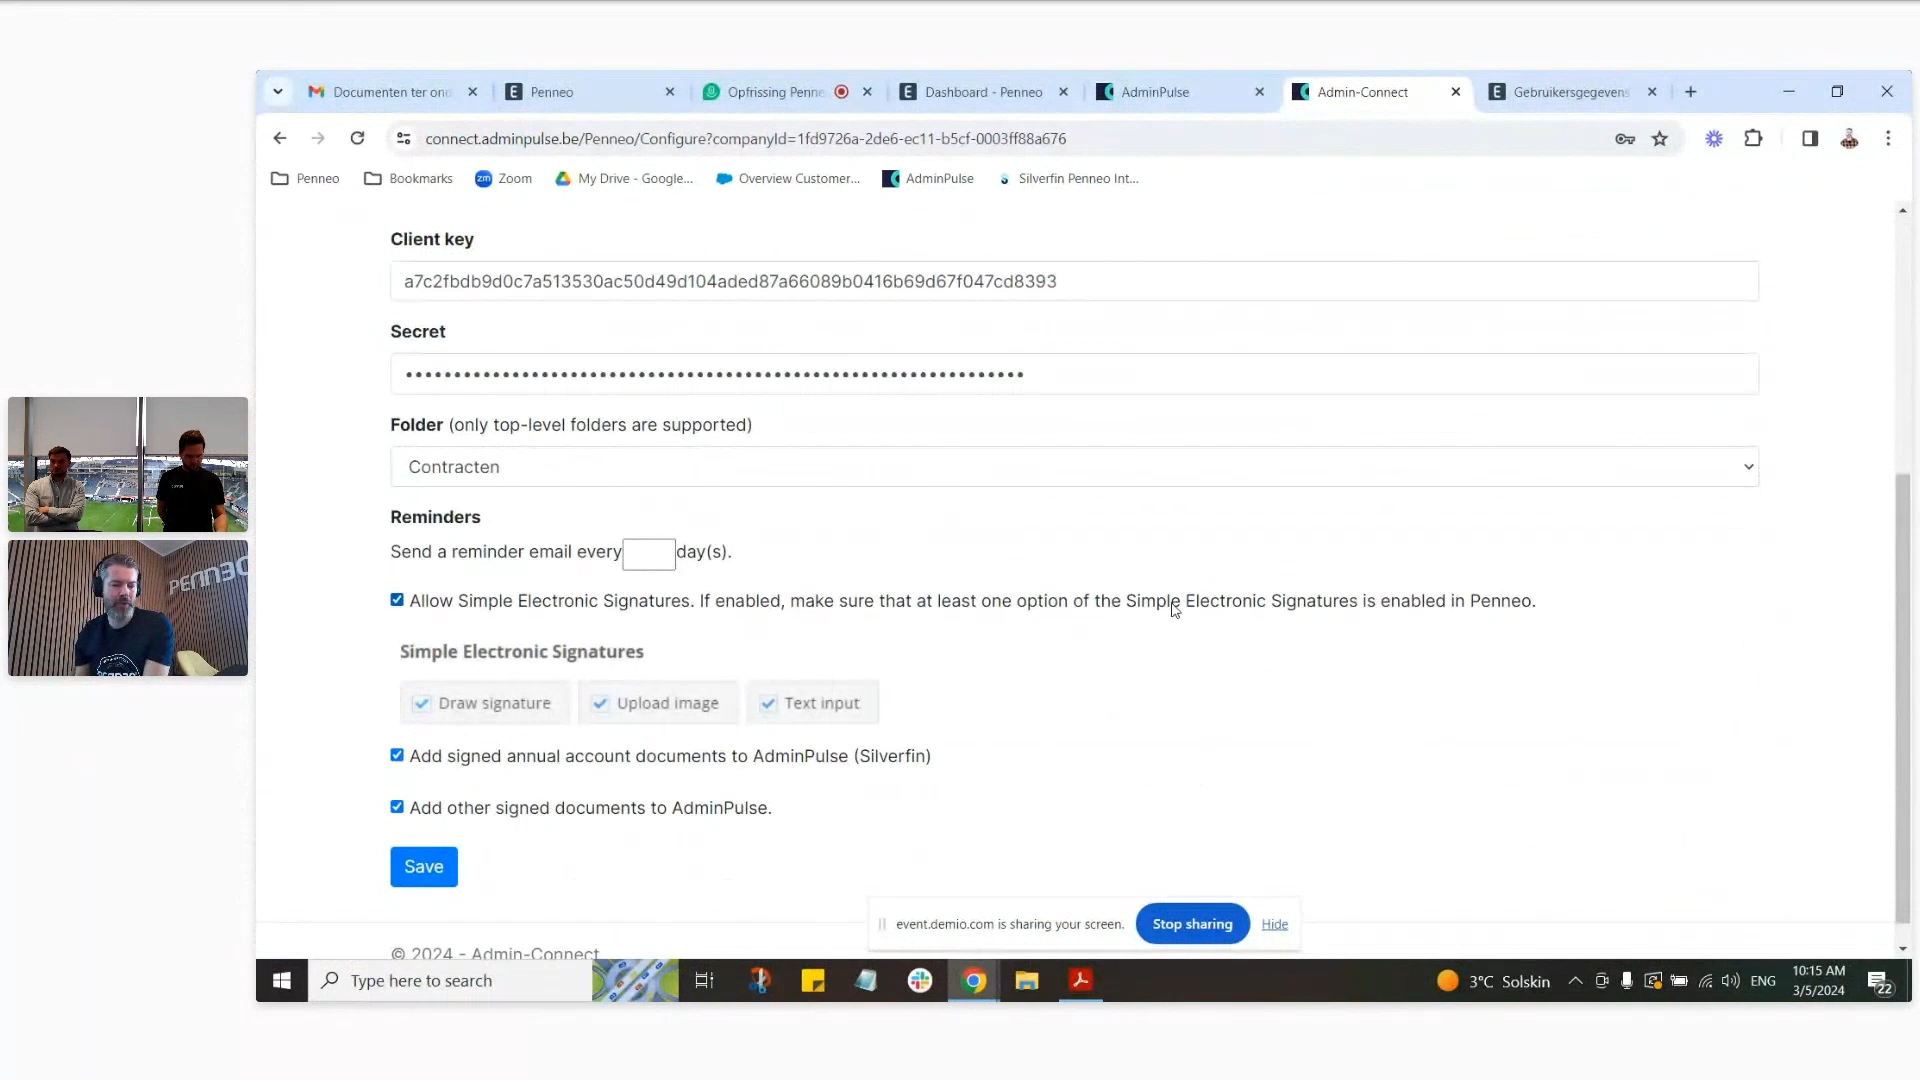 Documenten ter ond
Penneo
Opfrissing Penne
Dashboard - Penneo
AdminPulse
Admin-Connect
Gebruikersgegevens
connect.adminpulse.be/Penneo/Configure?companyId=1fd9726a-2de6-ec11-b5cf-0003ff88a676
Penneo
Bookmarks
zm Zoom
My Drive - Google...
Overview Customer...
AdminPulse
Silverfin Penneo Int...
Client key
a7c2fbdb9d0c7a513530ac50d49d104aded87a66089b0416b69d67f047cd8393
Secret
Folder (only top-level folders are supported)
Contracten
Reminders
Send a reminder email every day(s).
Allow Simple Electronic Signatures. If enabled, make sure that at least one option of the Simple Electronic Signatures is enabled in Penneo.
Simple Electronic Signatures
Draw signature
Upload image
Text input
Add signed annual account documents to AdminPulse (Silverfin)
Add other signed documents to AdminPulse.
Save
event.demio.com is sharing your screen.
Stop sharing
Hide
© 2024 - Admin-Connect
Type here to search
3°C Solskin
ENG
10:15 AM
3/5/2024
22
PENNEO